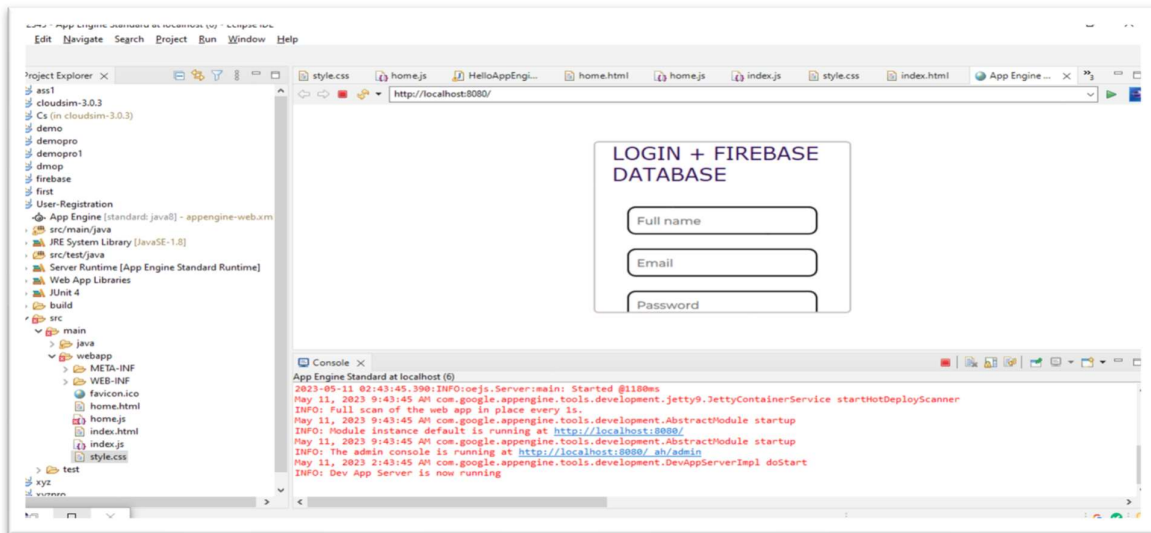 Edit Navigate Search Project Run Window Help
Project Explorer
style.css home.js HelloAppEngi... home.html home.js index.js style.css index.html App Engine ... 3
http://localhost:8080/
ass1
cloudsim-3.0.3
Cs (in cloudsim-3.0.3)
demo
demopro
demopro1
dmop
firebase
first
User-Registration
App Engine [standard: java8] - appengine-web.xm
src/main/java
JRE System Library [JavaSE-1.8]
src/test/java
Server Runtime [App Engine Standard Runtime]
Web App Libraries
JUnit 4
build
src
main
java
webapp
META-INF
WEB-INF
favicon.ico
home.html
home.js
index.html
index.js
style.css
test
xyz
LOGIN + FIREBASE
DATABASE
Full name
Email
Password
Console
App Engine Standard at localhost (6)
2023-05-11 02:43:45.390:INFO:oejs.Server:main: Started @1180ms
May 11, 2023 9:43:45 AM com.google.appengine.tools.development.jetty9.JettyContainerService startHotDeployScanner
INFO: Full scan of the web app in place every 1s.
May 11, 2023 9:43:45 AM com.google.appengine.tools.development.AbstractModule startup
INFO: Module instance default is running at http://localhost:8080/
May 11, 2023 9:43:45 AM com.google.appengine.tools.development.AbstractModule startup
INFO: The admin console is running at http://localhost:8080/_ah/admin
May 11, 2023 2:43:45 AM com.google.appengine.tools.development.DevAppServerImpl doStart
INFO: Dev App Server is now running